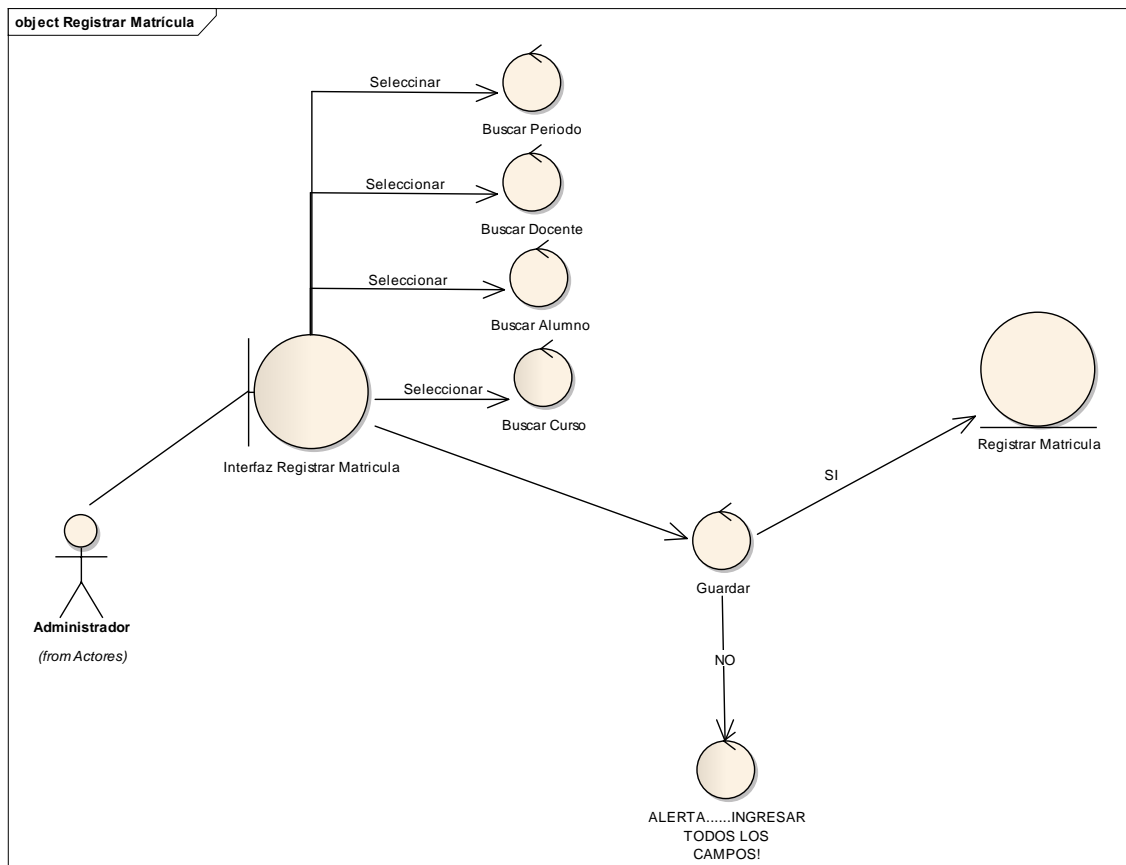 object Registrar Matrícula
Seleccinar
Buscar Periodo
Seleccionar
Buscar Docente
Seleccionar
Buscar Alumno
Seleccionar
Buscar Curso
Interfaz Registrar Matricula
Registrar Matricula
SI
Guardar
Administrador
(from Actores)
NO
ALERTA......INGRESAR
TODOS LOS
CAMPOS!